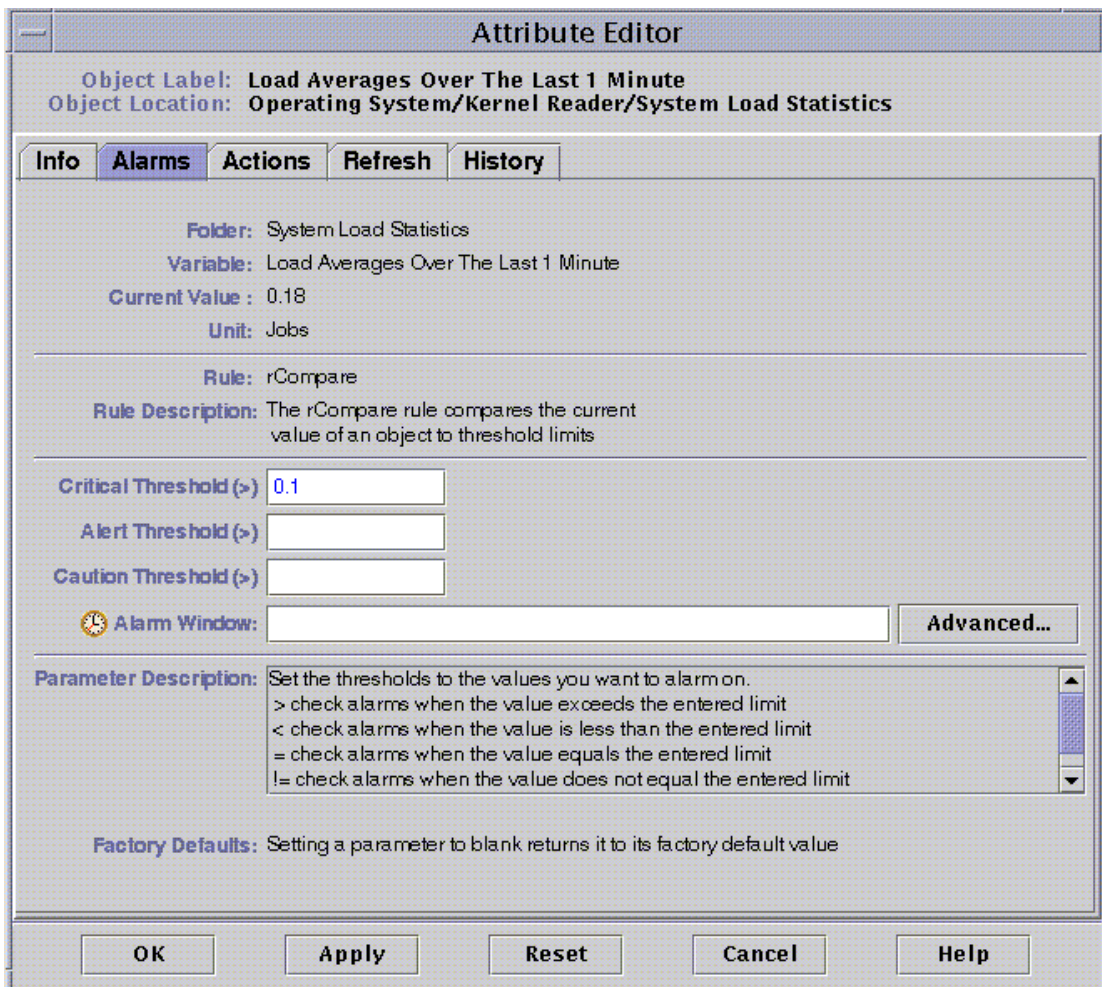 Attribute Editor
Object Label: Load Averages Over The Last 1 Minute
Object Location: Operating System/Kernel Reader/System Load Statistics
Info Alarms Actions Refresh History
Folder: System Load Statistics
Variable: Load Averages Over The Last 1 Minute
Current Value : 0.18
Unit: Jobs
Rule: rCompare
Rule Description: The rCompare rule compares the current
value of an object to threshold limits
Critical Threshold (>) 0.1
Alert Threshold (>)
Caution Threshold (>)
Alarm Window: Advanced...
Parameter Description: Set the thresholds to the values you want to alarm on.
> check alarms when the value exceeds the entered limit
< check alarms when the value is less than the entered limit
= check alarms when the value equals the entered limit
!= check alarms when the value does not equal the entered limit
Factory Defaults: Setting a parameter to blank returns it to its factory default value
OK Apply Reset Cancel Help